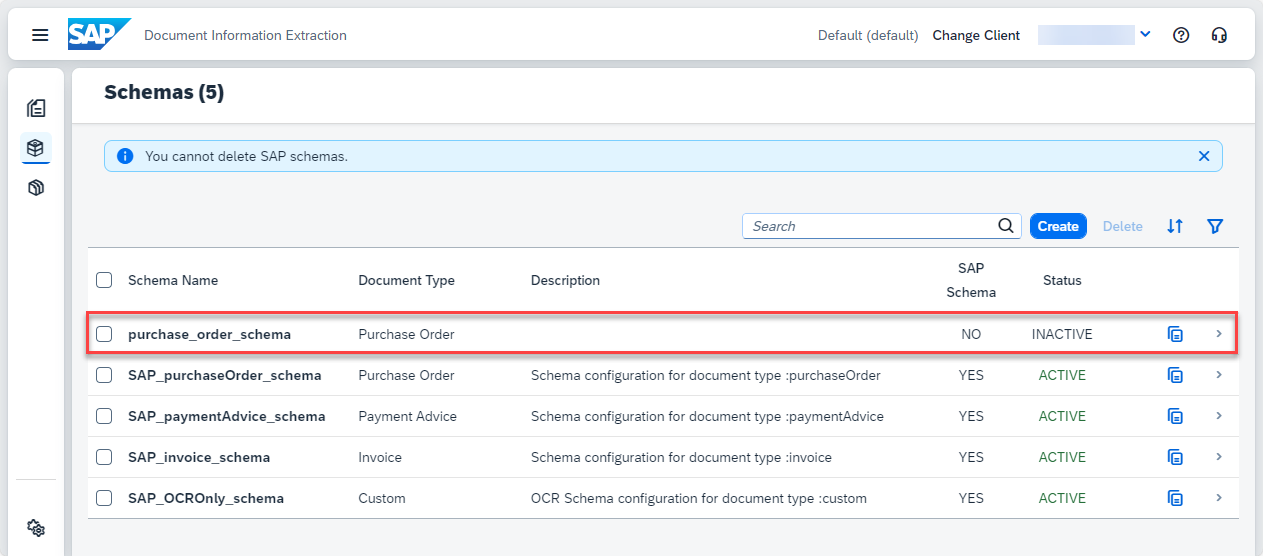 SAP Document Information Extraction Default (default) Change Client
Schemas (5)
You cannot delete SAP schemas.
Search Create Delete
Schema Name Document Type Description SAP Schema Status
purchase_order_schema Purchase Order NO INACTIVE
SAP_purchaseOrder_schema Purchase Order Schema configuration for document type :purchaseOrder YES ACTIVE
SAP_paymentAdvice_schema Payment Advice Schema configuration for document type :paymentAdvice YES ACTIVE
SAP_invoice_schema Invoice Schema configuration for document type :invoice YES ACTIVE
SAP_OCROnly_schema Custom OCR Schema configuration for document type :custom YES ACTIVE